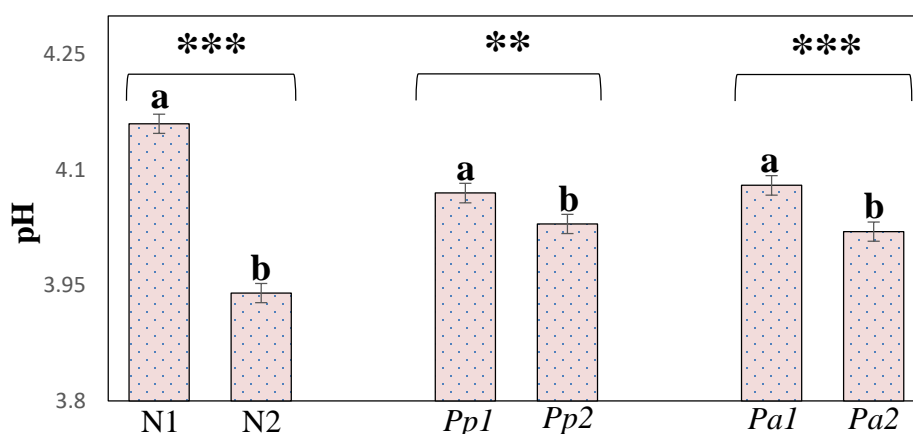 *** ** ***
4.25
a
4.1
a a
b b
pH
b
3.95
3.8
N1 N2 Pp1 Pp2 Pa1 Pa2